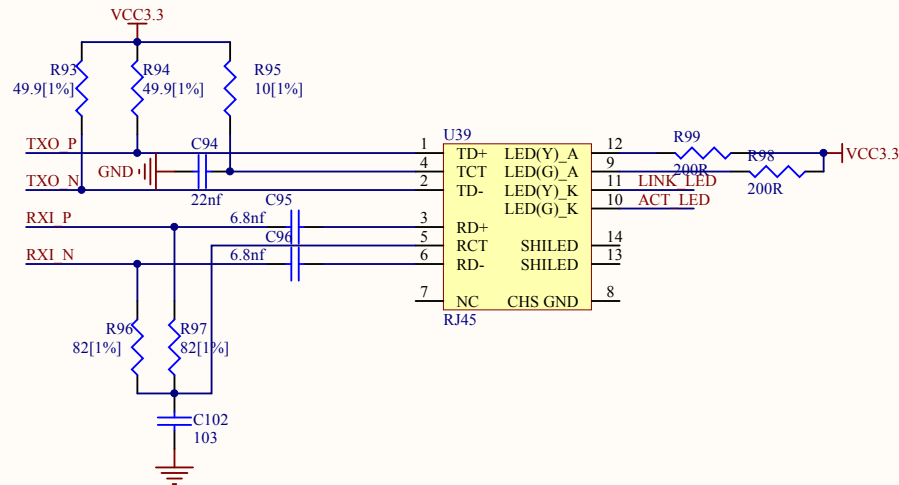 VCC3.3
R93
49.9[1%]
R94
49.9[1%]
R95
10[1%]
TXO_P
TXO_N
GND
C94
22nf
RXI_P
RXI_N
C95
6.8nf
C96
6.8nf
R96
82[1%]
R97
82[1%]
C102
103
U39
1 TD+ LED(Y)_A 12
4 TCT LED(G)_A 9
2 TD- LED(Y)_K 11
LED(G)_K 10
3 RD+
5 RCT SHILED 14
6 RD- SHILED 13
7 NC CHS GND 8
RJ45
R99
200R
R98
200R
VCC3.3
LINK_LED
ACT_LED